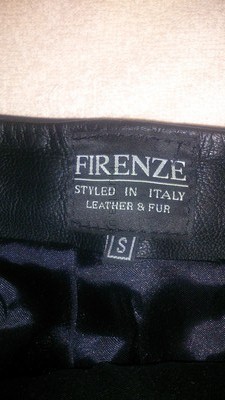 FIRENZE
STYLED IN ITALY
LEATHER & FUR
S